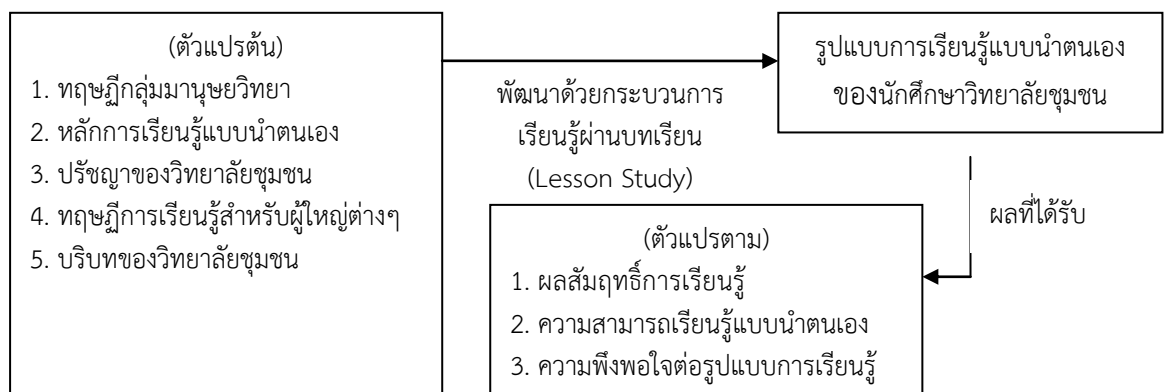 (ตัวแปรต้น)
1. ทฤษฏีกลุ่มมานุษยวิทยา
2. หลักการเรียนรู้แบบนำตนเอง
3. ปรัชญาของวิทยาลัยชุมชน
4. ทฤษฏีการเรียนรู้สำหรับผู้ใหญ่ต่างๆ
5. บริบทของวิทยาลัยชุมชน
พัฒนาด้วยกระบวนการ
เรียนรู้ผ่านบทเรียน
(Lesson Study)
รูปแบบการเรียนรู้แบบนำตนเอง
ของนักศึกษาวิทยาลัยชุมชน
ผลที่ได้รับ
(ตัวแปรตาม)
1. ผลสัมฤทธิ์การเรียนรู้
2. ความสามารถเรียนรู้แบบนำตนเอง
3. ความพึงพอใจต่อรูปแบบการเรียนรู้